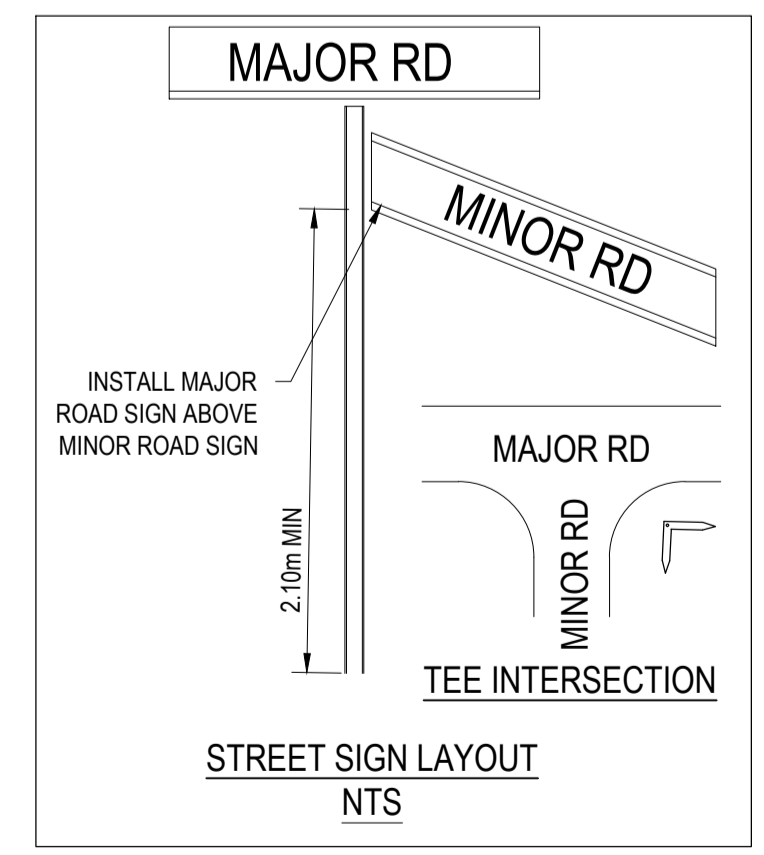 MAJOR RD
MINOR RD
INSTALL MAJOR
ROAD SIGN ABOVE
MINOR ROAD SIGN
2.10m MIN
MAJOR RD
MINOR RD
TEE INTERSECTION
STREET SIGN LAYOUT
NTS